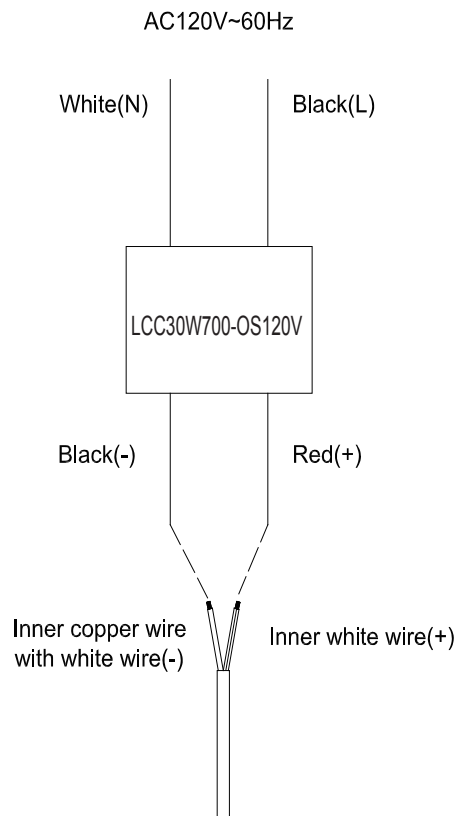 AC120V~60Hz
White(N)
Black(L)
LCC30W700-OS120V
Black(-)
Red(+)
Inner copper wire
with white wire(-)
Inner white wire(+)